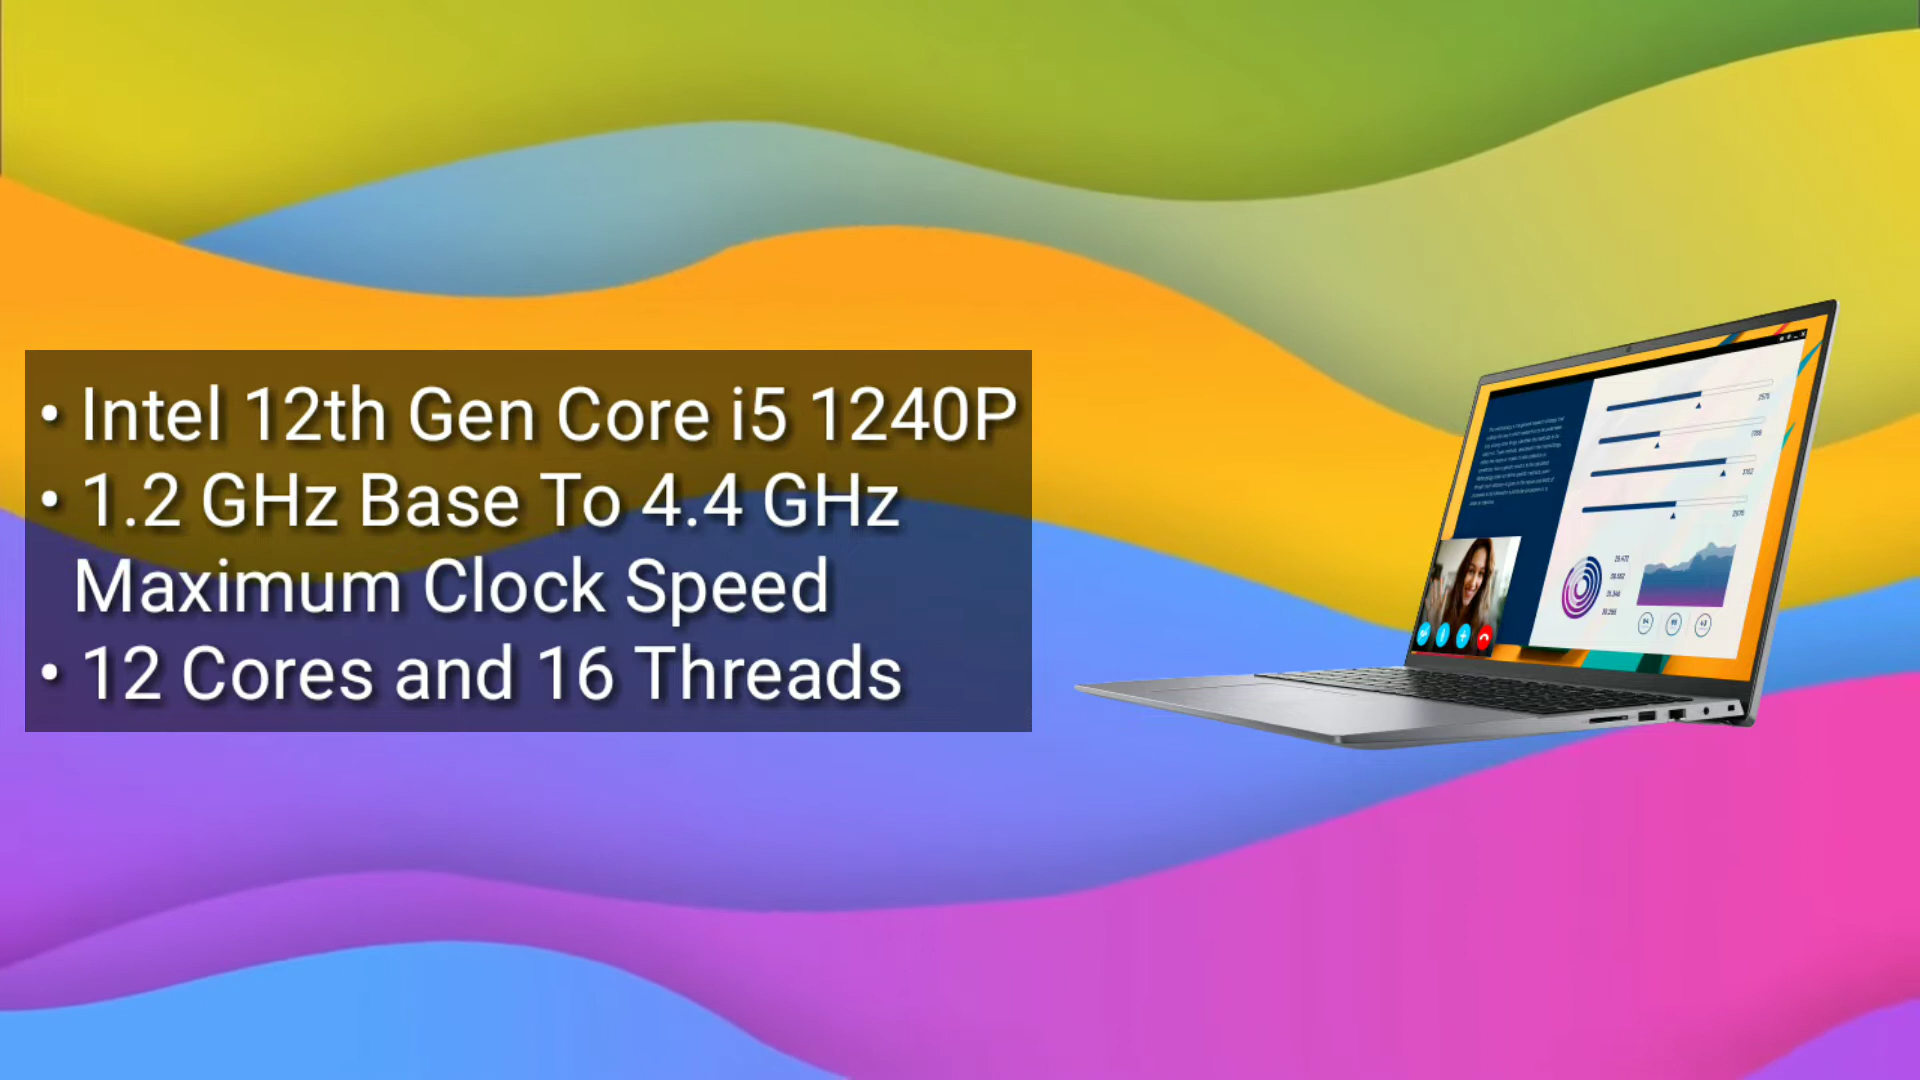 • Intel 12th Gen Core i5 1240P
• 1.2 GHz Base To 4.4 GHz
Maximum Clock Speed
• 12 Cores and 16 Threads